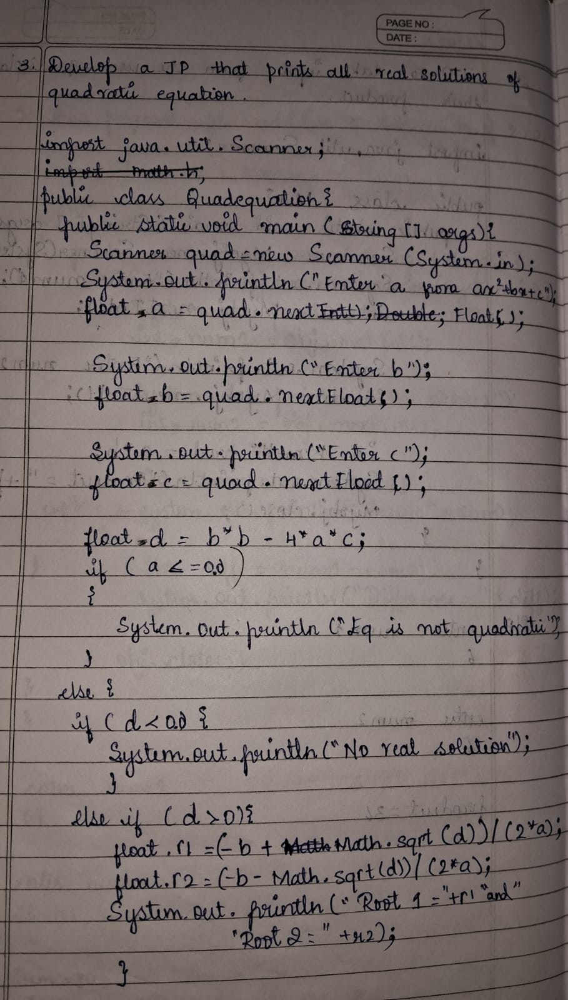 PAGE NO :
DATE :
3. Develop a JP that prints all real solutions of
quadratic equation.
import java.util.Scanner;
import math.h;
public class Quadequation{
public static void main (String [] args){
Scanner quad = new Scanner (System.in);
System.out.println ("Enter a from ax²+bx+c");
float a = quad.nextInt(); Double; Float();
System.out.println ("Enter b");
float b = quad.nextFloat();
System.out.println ("Enter c");
float c = quad.nextFloat();
float d = b*b - 4*a*c;
if (a <= 0.0)
{
System.out.println ("Eq is not quadratic");
}
else {
if (d < 0.0 {
System.out.println ("No real solution");
}
else if (d > 0){
float r1 = (-b + Math Math.sqrt (d))/(2*a);
float r2 = (-b - Math.sqrt(d))/(2*a);
System.out.println ("Root 1 = "+r1 "and"
"Root 2 = " +r2);
}